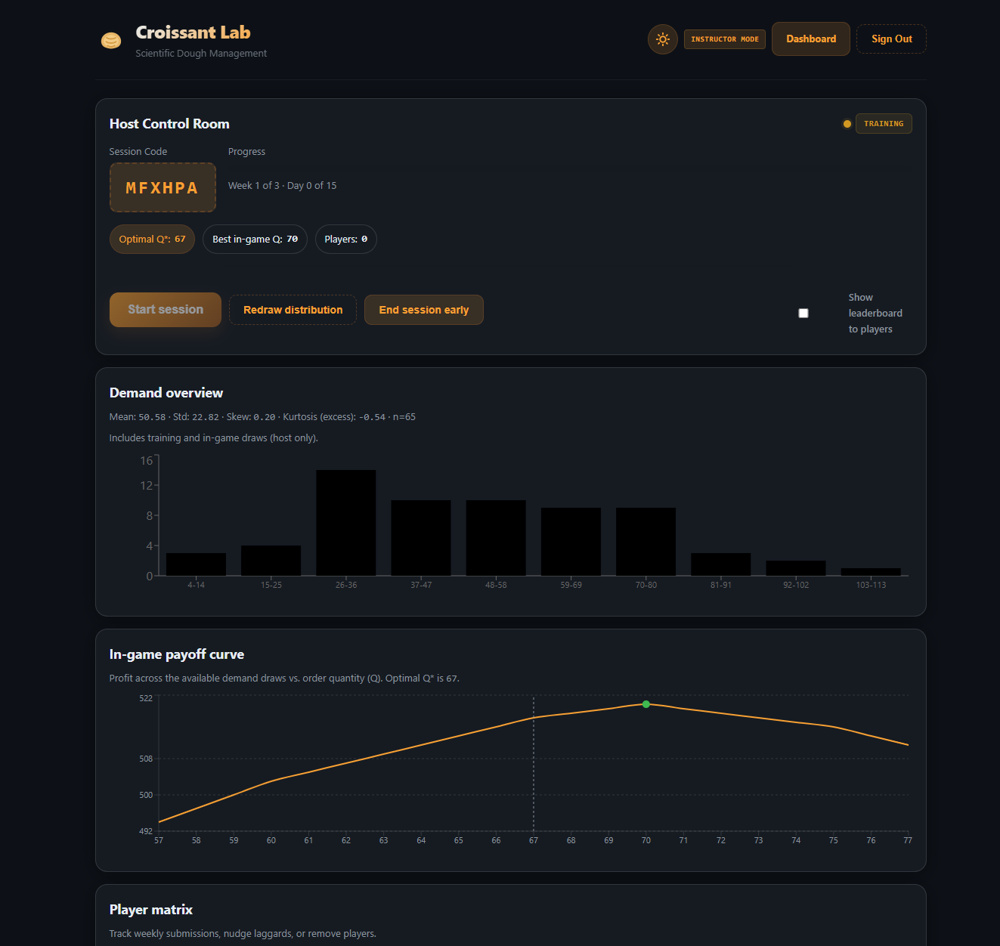 Croissant Lab
Scientific Dough Management
INSTRUCTOR MODE
Dashboard
Sign Out
Host Control Room
TRAINING
Session Code
Progress
MFXHPA
Week 1 of 3 · Day 0 of 15
Optimal Q*: 67
Best in-game Q: 70
Players: 0
Start session
Redraw distribution
End session early
Show
leaderboard
to players
Demand overview
Mean: 50.58 · Std: 22.82 · Skew: 0.20 · Kurtosis (excess): -0.54 · n=65
Includes training and in-game draws (host only).
16
12
8
4
0
4-14 15-25 26-36 37-47 48-58 59-69 70-80 81-91 92-102 103-113
In-game payoff curve
Profit across the available demand draws vs. order quantity (Q). Optimal Q* is 67.
522
508
500
492
57 58 59 60 61 62 63 64 65 66 67 68 69 70 71 72 73 74 75 76 77
Player matrix
Track weekly submissions, nudge laggards, or remove players.